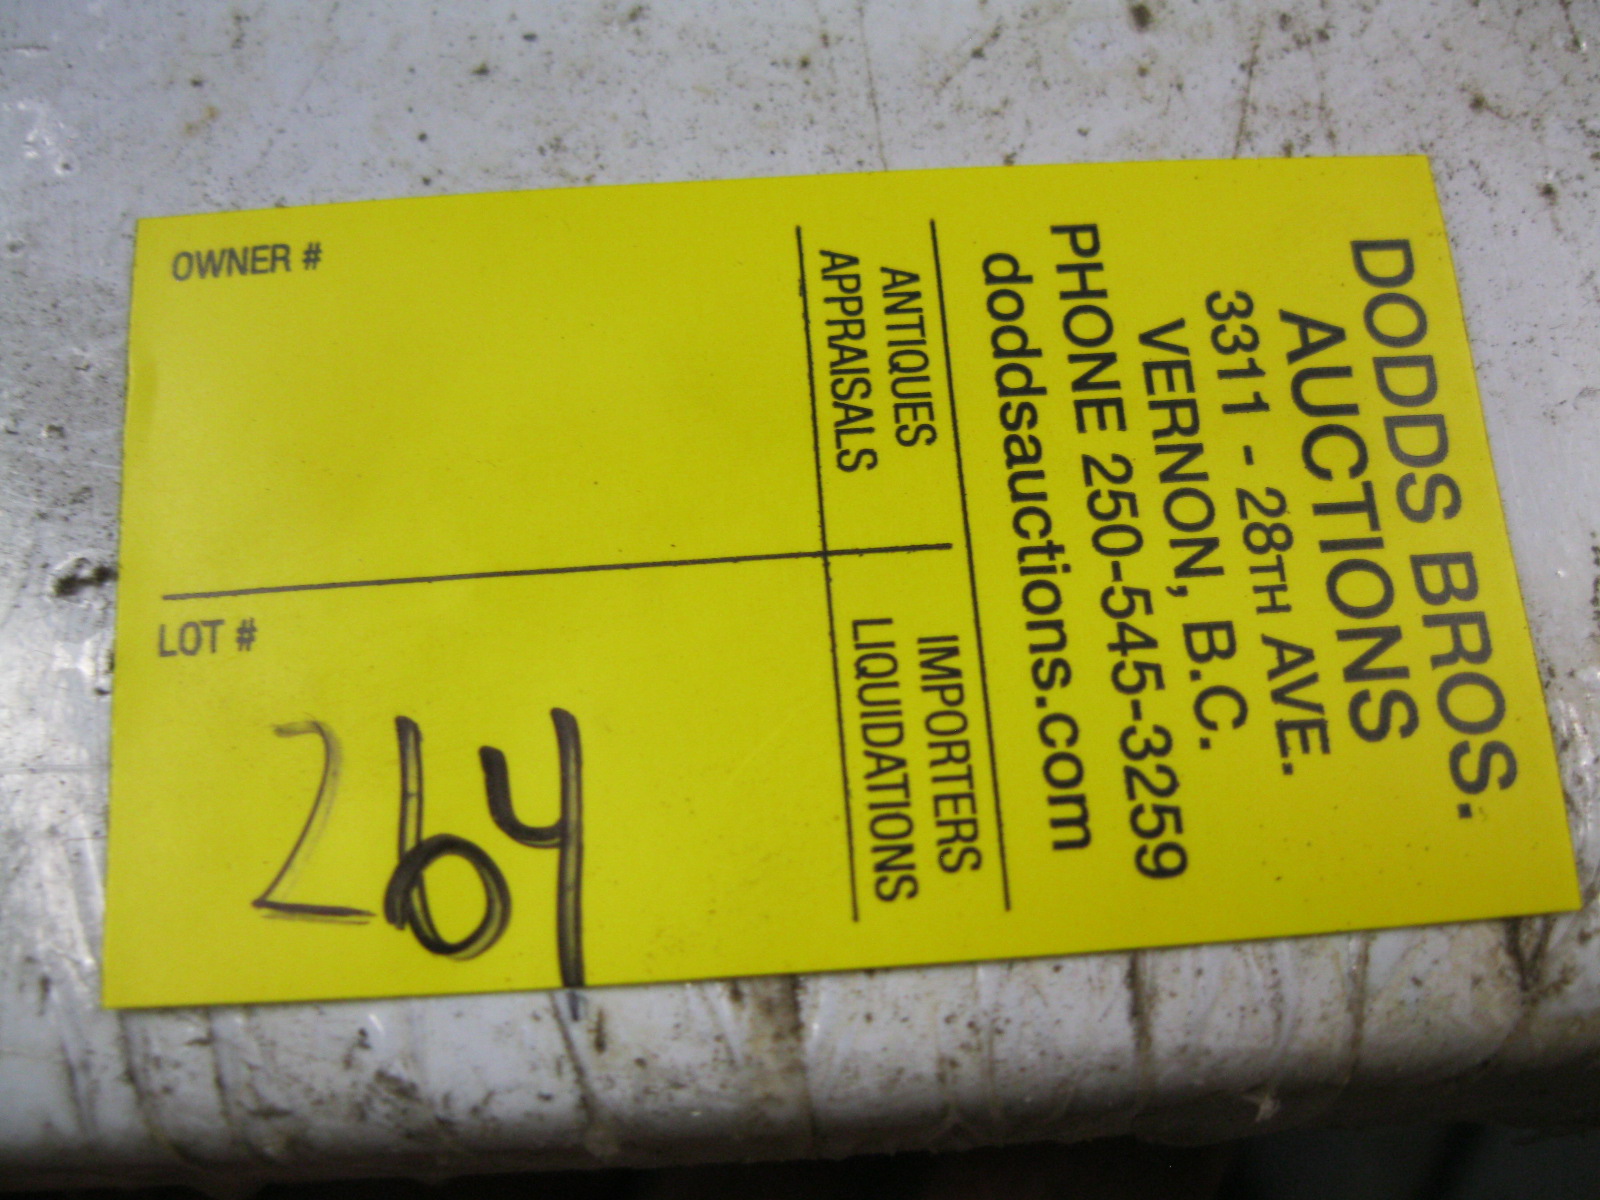 DODDS BROS.
AUCTIONS
3311 - 28TH AVE.
VERNON, B.C.
PHONE 250-545-3259
doddsauctions.com
ANTIQUES
APPRAISALS
IMPORTERS
LIQUIDATIONS
OWNER #
LOT #
264